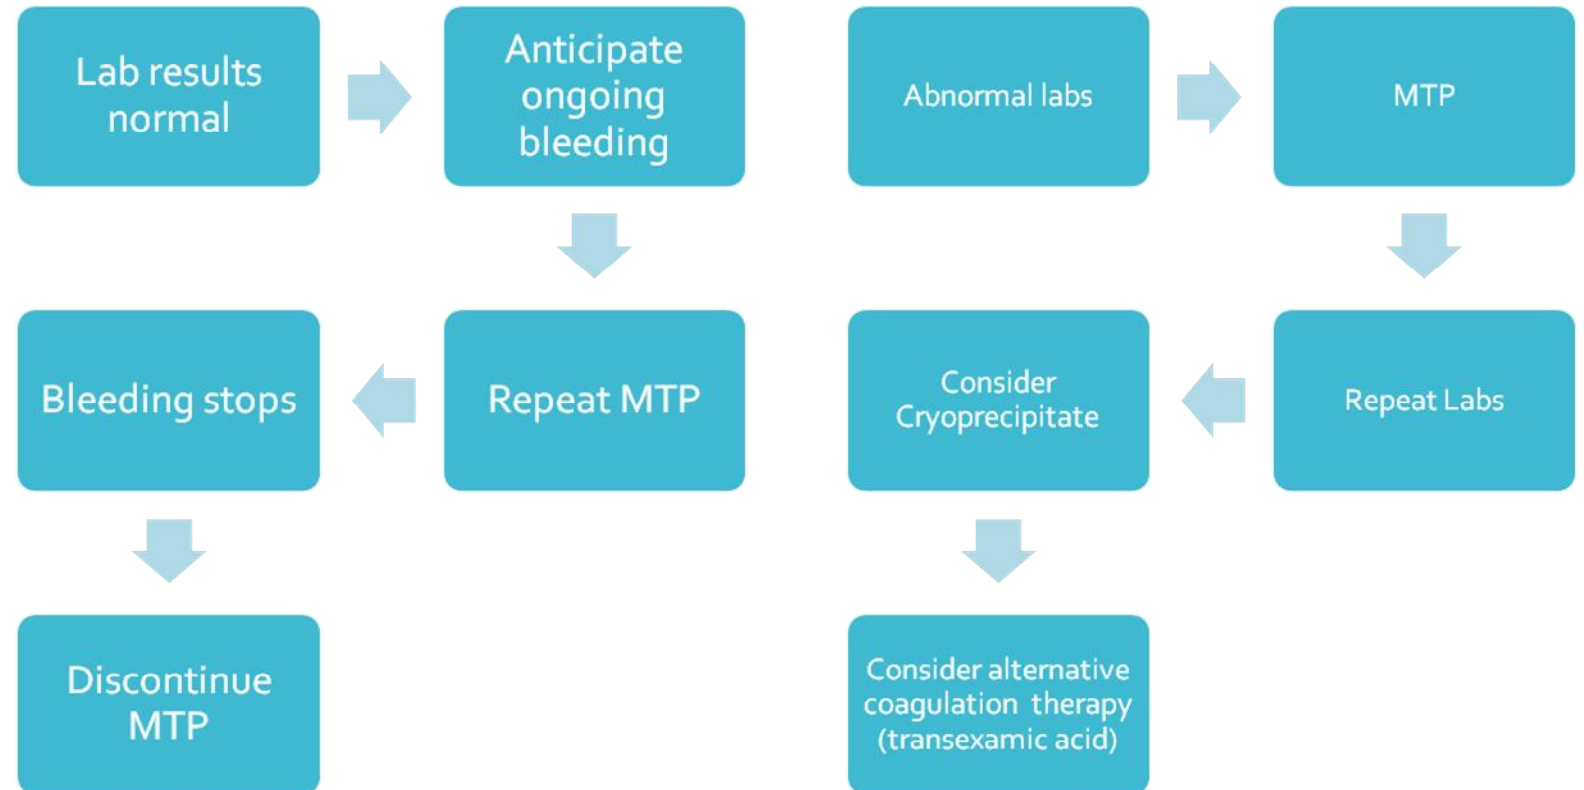 Lab results
normal
Anticipate
ongoing
bleeding
Bleeding stops
Repeat MTP
Discontinue
MTP
Abnormal labs
MTP
Consider
Cryoprecipitate
Repeat Labs
Consider alternative
coagulation therapy
(transexamic acid)